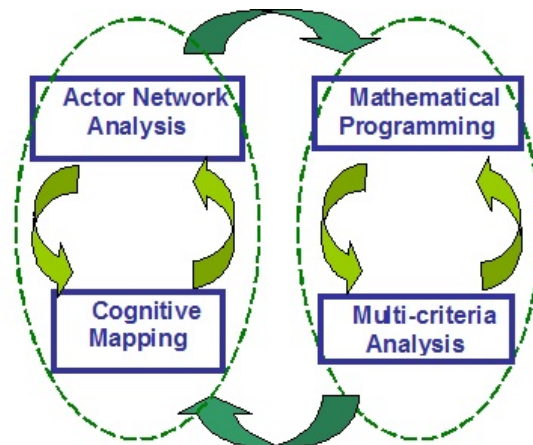 Actor Network
Analysis
Mathematical
Programming
Cognitive
Mapping
Multi-criteria
Analysis